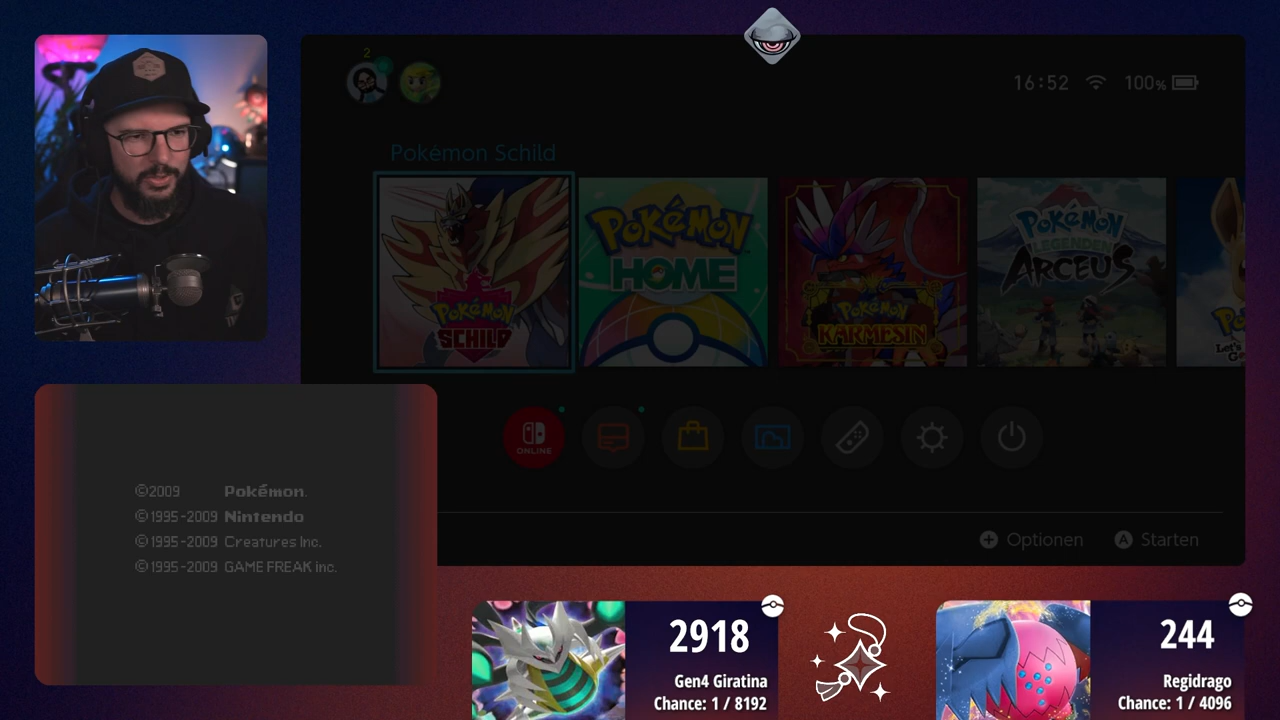 2
16:52
100%
Pokémon Schild
POKÉMON
SCHILD
POKÉMON
HOME
POKÉMON
KARMESIN
POKÉMON
LEGENDEN
ARCEUS
Let's
ONLINE
©2009 Pokémon.
©1995-2009 Nintendo
©1995-2009 Creatures Inc.
©1995-2009 GAME FREAK inc.
Optionen
Starten
2918
Gen4 Giratina
Chance: 1 / 8192
244
Regidrago
Chance: 1 / 4096